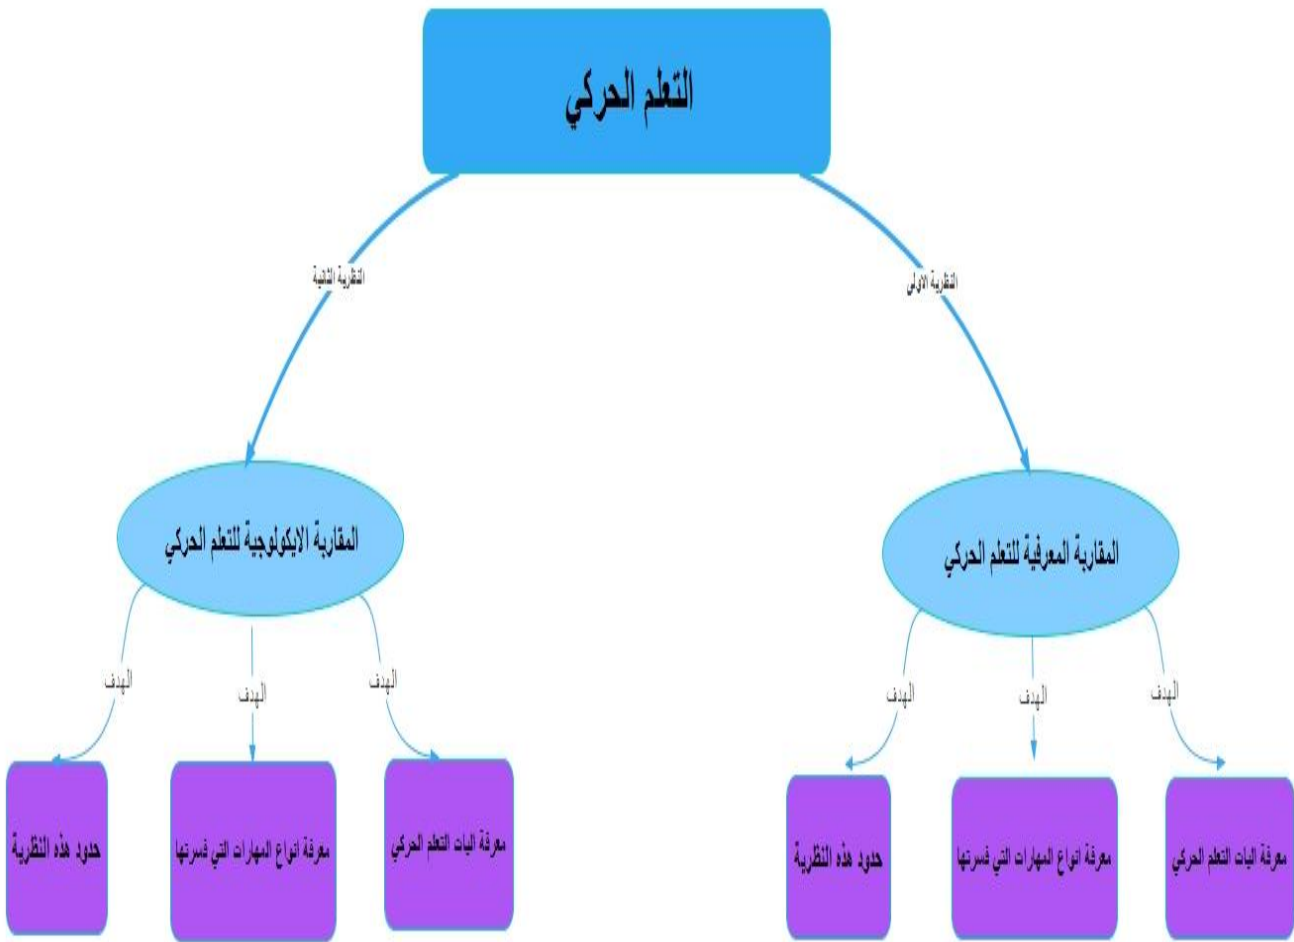 التعلم الحركي
النظرية الاولى
النظرية الثانية
المقاربة المعرفية للتعلم الحركي
المقاربة الايكولوجية للتعلم الحركي
الهدف
الهدف
الهدف
الهدف
الهدف
الهدف
معرفة اليات التعلم الحركي
معرفة انواع المهارات التي فسرتها
حدود هذه النظرية
معرفة اليات التعلم الحركي
معرفة انواع المهارات التي فسرتها
حدود هذه النظرية